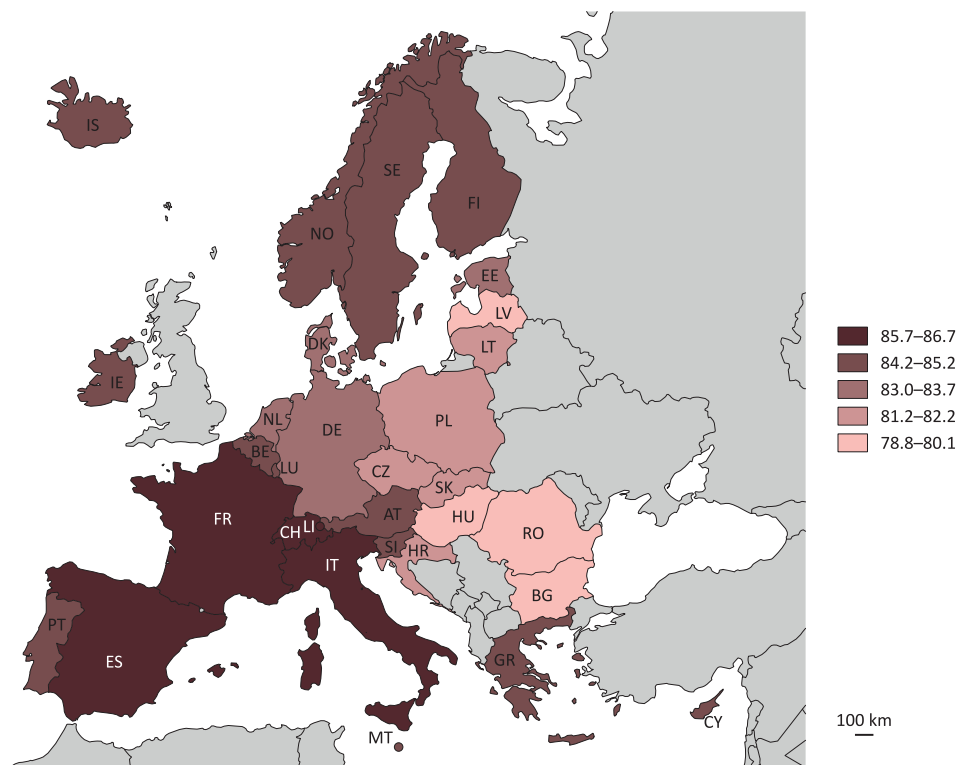 IS
SE
FI
NO
EE
LV
DK
LT
IE
NL
PL
DE
BE
LU
CZ
SK
AT
HU
FR
CH
LI
RO
SI
HR
IT
BG
PT
ES
GR
CY
MT
85.7–86.7
84.2–85.2
83.0–83.7
81.2–82.2
78.8–80.1
100 km